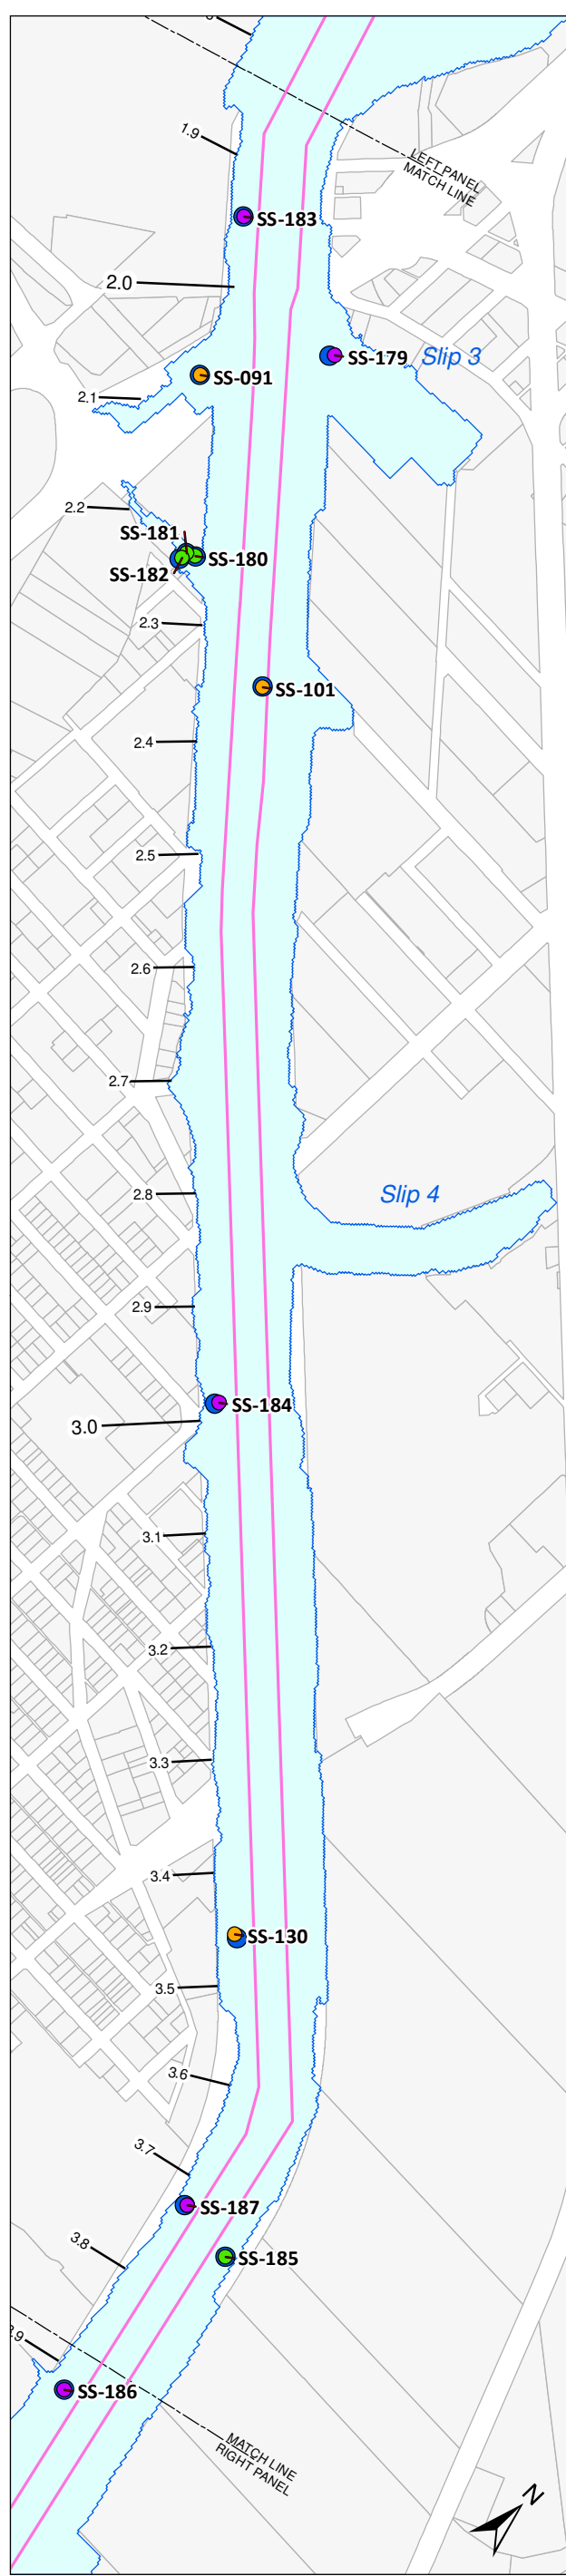 1.9
LEFT PANEL
MATCH LINE
SS-183
2.0
SS-179
Slip 3
SS-091
2.1
2.2
SS-181
SS-180
SS-182
2.3
SS-101
2.4
2.5
2.6
2.7
2.8
Slip 4
2.9
SS-184
3.0
3.1
3.2
3.3
3.4
SS-130
3.5
3.6
3.7
SS-187
3.8
SS-185
.9
SS-186
MATCH LINE
RIGHT PANEL
N